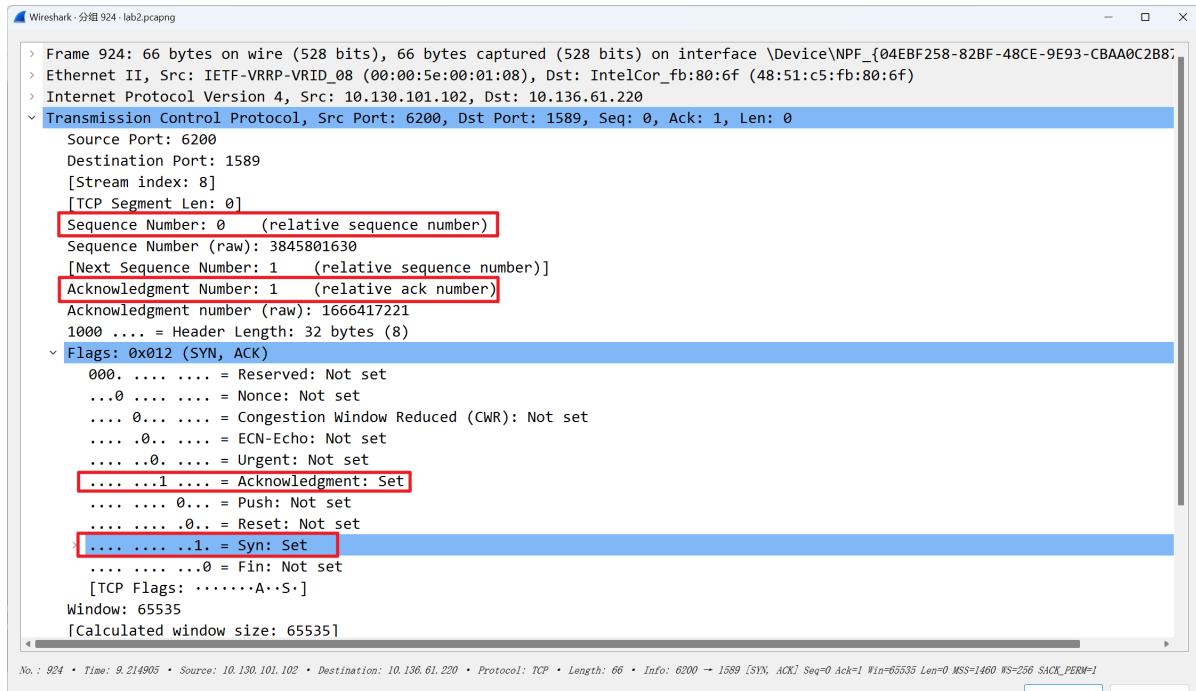 Wireshark · 分组 924 · lab2.pcapng
Frame 924: 66 bytes on wire (528 bits), 66 bytes captured (528 bits) on interface \Device\NPF_{04EBF258-82BF-48CE-9E93-CBAA0C2B87
Ethernet II, Src: IETF-VRRP-VRID_08 (00:00:5e:00:01:08), Dst: IntelCor_fb:80:6f (48:51:c5:fb:80:6f)
Internet Protocol Version 4, Src: 10.130.101.102, Dst: 10.136.61.220
Transmission Control Protocol, Src Port: 6200, Dst Port: 1589, Seq: 0, Ack: 1, Len: 0
Source Port: 6200
Destination Port: 1589
[Stream index: 8]
[TCP Segment Len: 0]
Sequence Number: 0    (relative sequence number)
Sequence Number (raw): 3845801630
[Next Sequence Number: 1    (relative sequence number)]
Acknowledgment Number: 1    (relative ack number)
Acknowledgment number (raw): 1666417221
1000 .... = Header Length: 32 bytes (8)
Flags: 0x012 (SYN, ACK)
000. .... .... = Reserved: Not set
...0 .... .... = Nonce: Not set
.... 0... .... = Congestion Window Reduced (CWR): Not set
.... .0.. .... = ECN-Echo: Not set
.... ..0. .... = Urgent: Not set
.... ...1 .... = Acknowledgment: Set
.... .... 0... = Push: Not set
.... .... .0.. = Reset: Not set
.... .... ..1. = Syn: Set
.... .... ...0 = Fin: Not set
[TCP Flags: ·······A··S·]
Window: 65535
[Calculated window size: 65535]
No.: 924 · Time: 9.214905 · Source: 10.130.101.102 · Destination: 10.136.61.220 · Protocol: TCP · Length: 66 · Info: 6200 → 1589 [SYN, ACK] Seq=0 Ack=1 Win=65535 Len=0 MSS=1460 WS=256 SACK_PERM=1